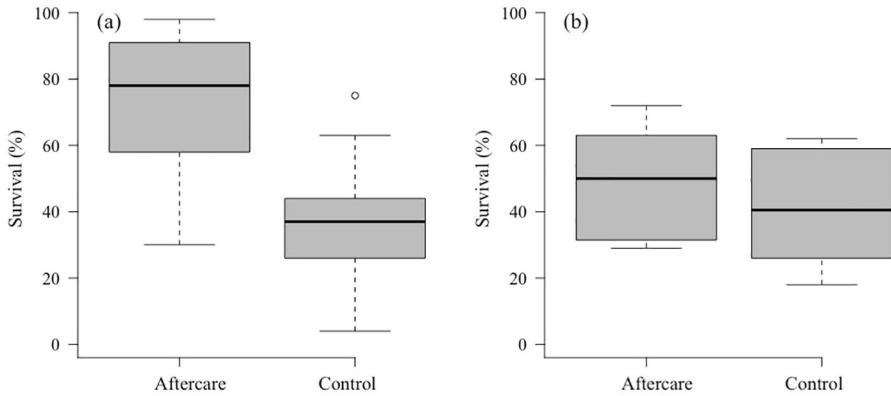 (a)
Survival (%)
100
80
60
40
20
0
Aftercare
Control
(b)
Survival (%)
100
80
60
40
20
0
Aftercare
Control